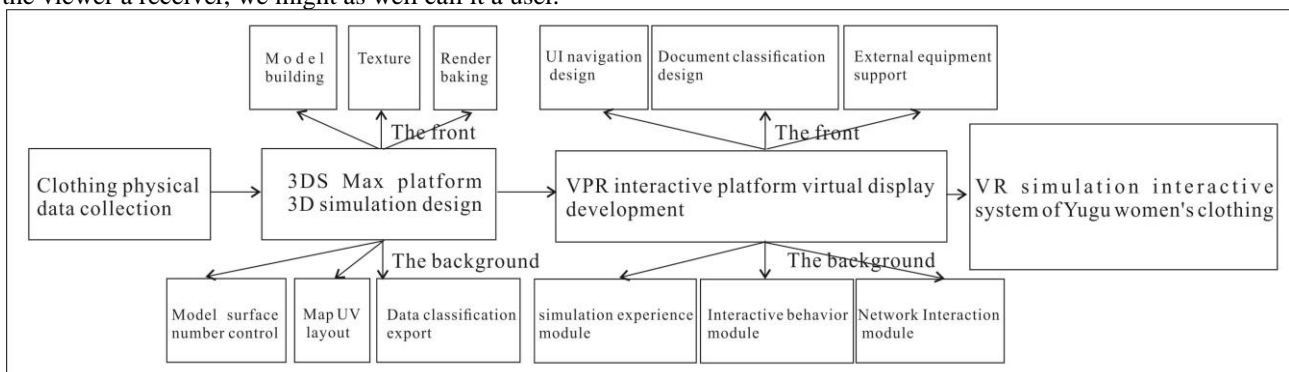 the viewer a receiver, we might as well call it a user.
Model
building
Texture
Render
baking
UI navigation
design
Document classification
design
External equipment
support
The front
The front
Clothing physical
data collection
3DS Max platform
3D simulation design
VPR interactive platform virtual display
development
VR simulation interactive
system of Yugu women's clothing
The background
The background
Model surface
number control
Map UV
layout
Data classification
export
simulation experience
module
Interactive behavior
module
Network Interaction
module